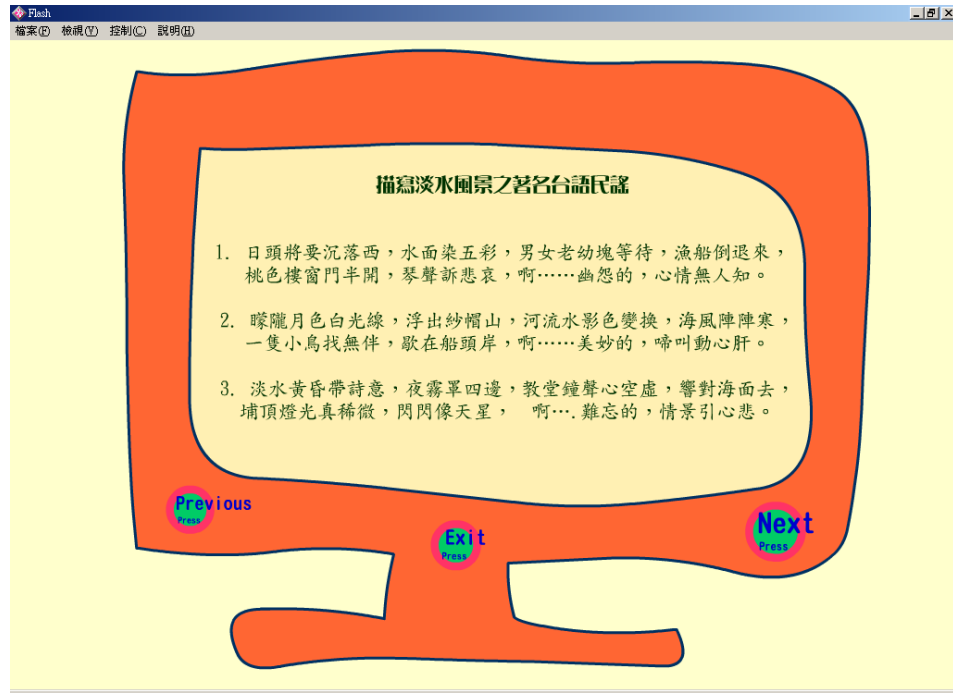 Flash
檔案(F) 檢視(V) 控制(C) 說明(H)
描寫淡水風景之著名台語民謠
1. 日頭將要沉落西，水面染五彩，男女老幼塊等待，漁船倒退來，
桃色樓窗門半開，琴聲訴悲哀，啊……幽怨的，心情無人知。
2. 矇矓月色白光線，浮出紗帽山，河流水影色變換，海風陣陣寒，
一隻小鳥找無伴，歇在船頭岸，啊……美妙的，啼叫動心肝。
3. 淡水黃昏帶詩意，夜霧罩四邊，教堂鐘聲心空虛，響對海面去，
埔頂燈光真稀微，閃閃像天星， 啊….難忘的，情景引心悲。
Previous
Press
Exit
Press
Next
Press